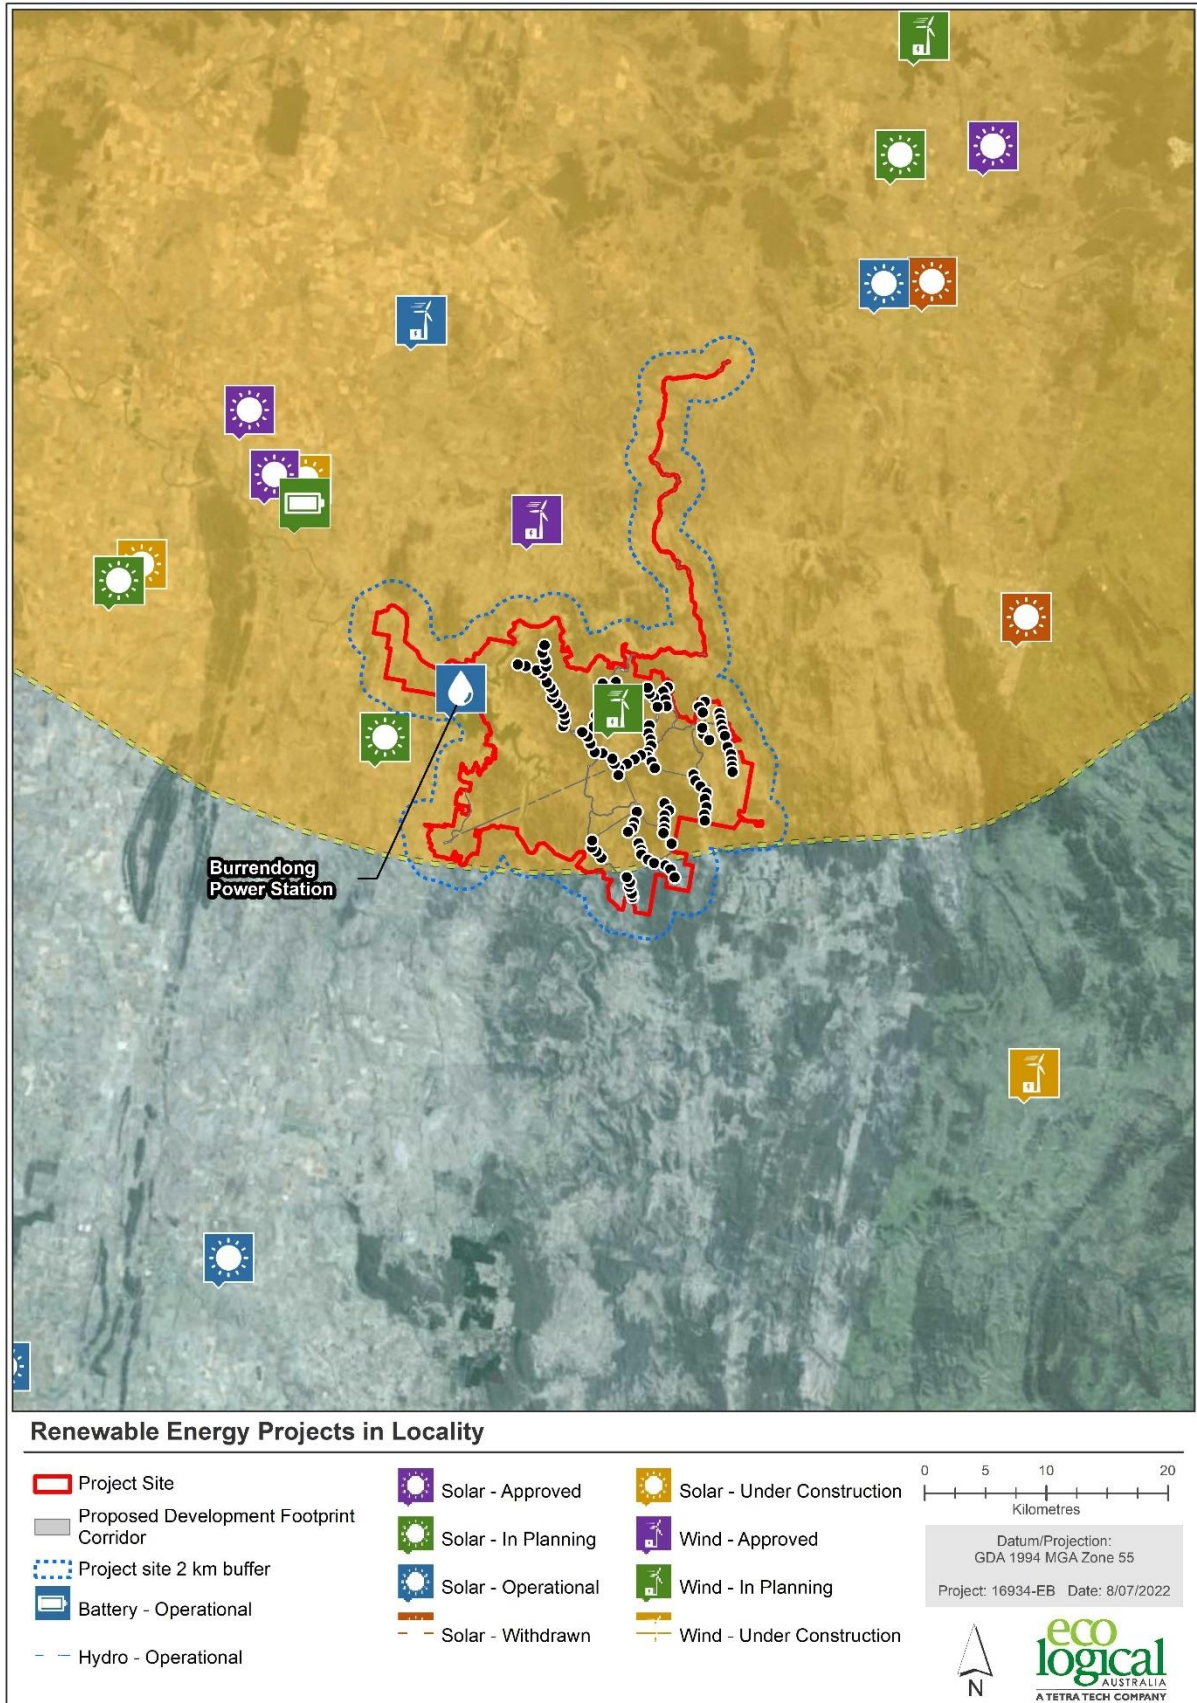 Burrendong
Power Station
Renewable Energy Projects in Locality
Project Site
Proposed Development Footprint
Corridor
Project site 2 km buffer
Battery - Operational
Hydro - Operational
Solar - Approved
Solar - In Planning
Solar - Operational
Solar - Withdrawn
Solar - Under Construction
Wind - Approved
Wind - In Planning
Wind - Under Construction
0 5 10 20
Kilometres
Datum/Projection:
GDA 1994 MGA Zone 55
Project: 16934-EB Date: 8/07/2022
N
eco
logical
AUSTRALIA
A TETRA TECH COMPANY